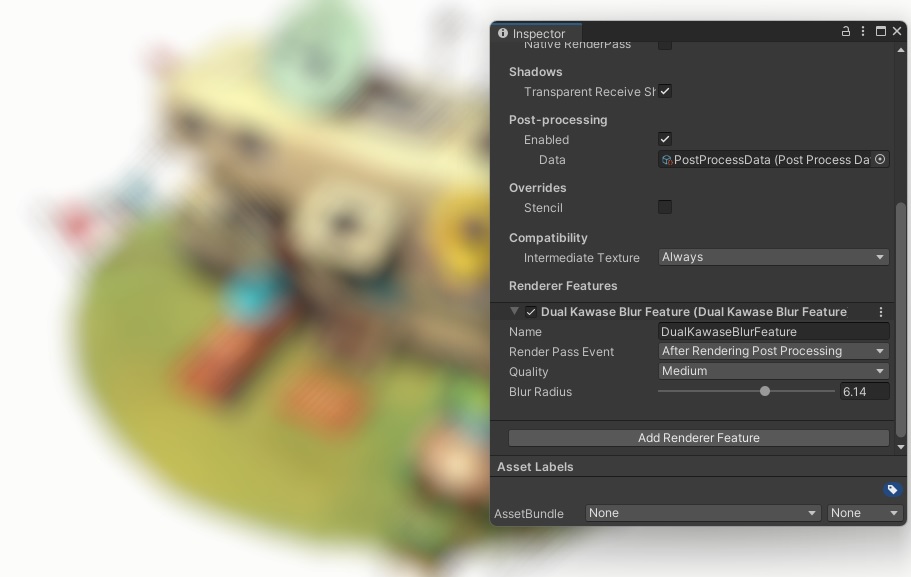 Inspector
Native RenderPass
Shadows
Transparent Receive Sh
Post-processing
Enabled
Data PostProcessData (Post Process Da
Overrides
Stencil
Compatibility
Intermediate Texture Always
Renderer Features
Dual Kawase Blur Feature (Dual Kawase Blur Feature
Name DualKawaseBlurFeature
Render Pass Event After Rendering Post Processing
Quality Medium
Blur Radius 6.14
Add Renderer Feature
Asset Labels
AssetBundle None None